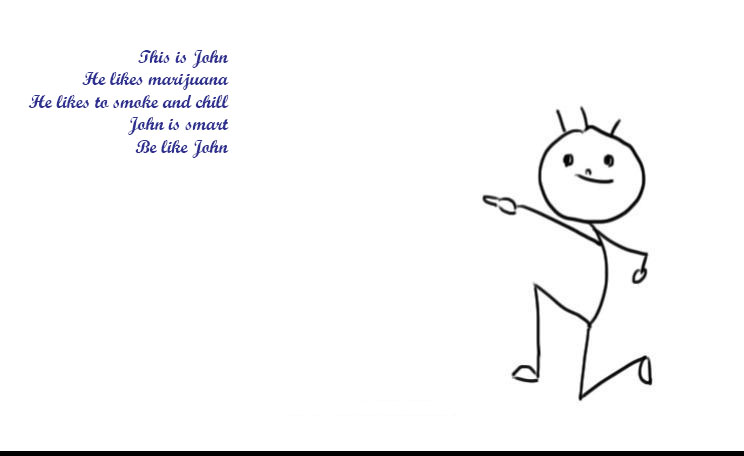 This is John
He likes marijuana
He likes to smoke and chill
John is smart
Be like John